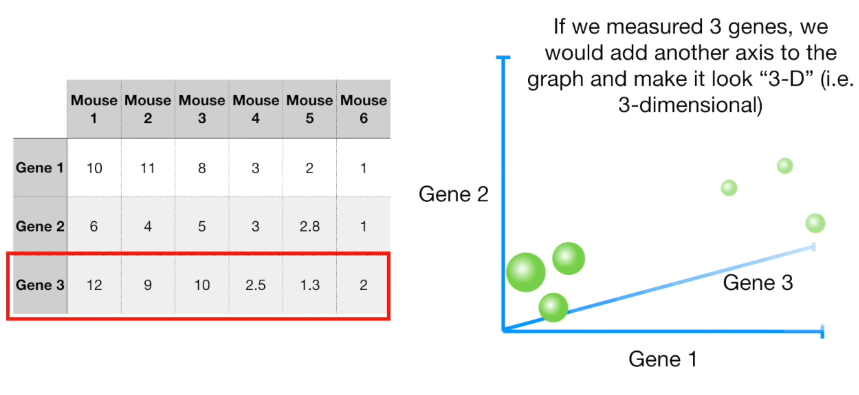 If we measured 3 genes, we
would add another axis to the
graph and make it look “3-D” (i.e.
3-dimensional)
Mouse 1 Mouse 2 Mouse 3 Mouse 4 Mouse 5 Mouse 6
Gene 1 10 11 8 3 2 1
Gene 2 6 4 5 3 2.8 1
Gene 3 12 9 10 2.5 1.3 2
Gene 2
Gene 3
Gene 1